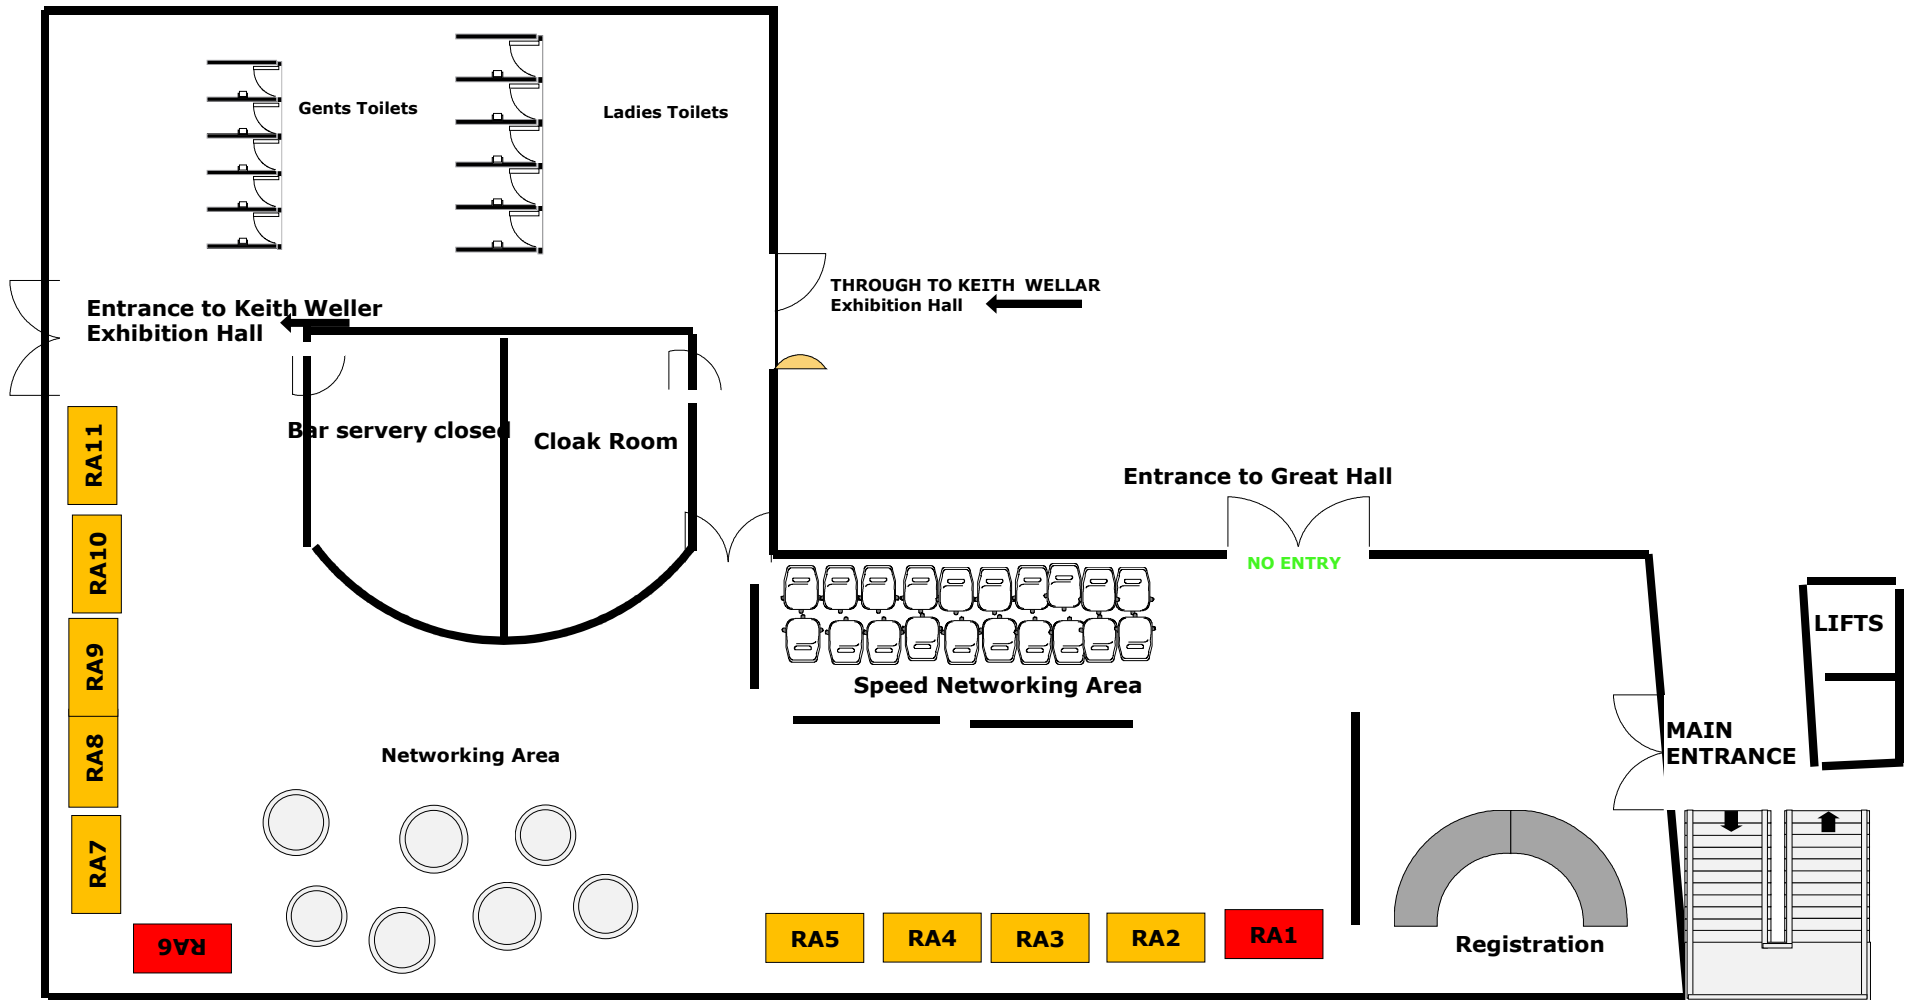 Gents Toilets
Ladies Toilets
THROUGH TO KEITH WELLAR
Exhibition Hall
Entrance to Keith Weller
Exhibition Hall
Bar servery closed
Cloak Room
Entrance to Great Hall
NO ENTRY
RA11
RA10
RA9
RA8
RA7
RA6
LIFTS
Speed Networking Area
MAIN
ENTRANCE
Networking Area
RA5
RA4
RA3
RA2
RA1
Registration